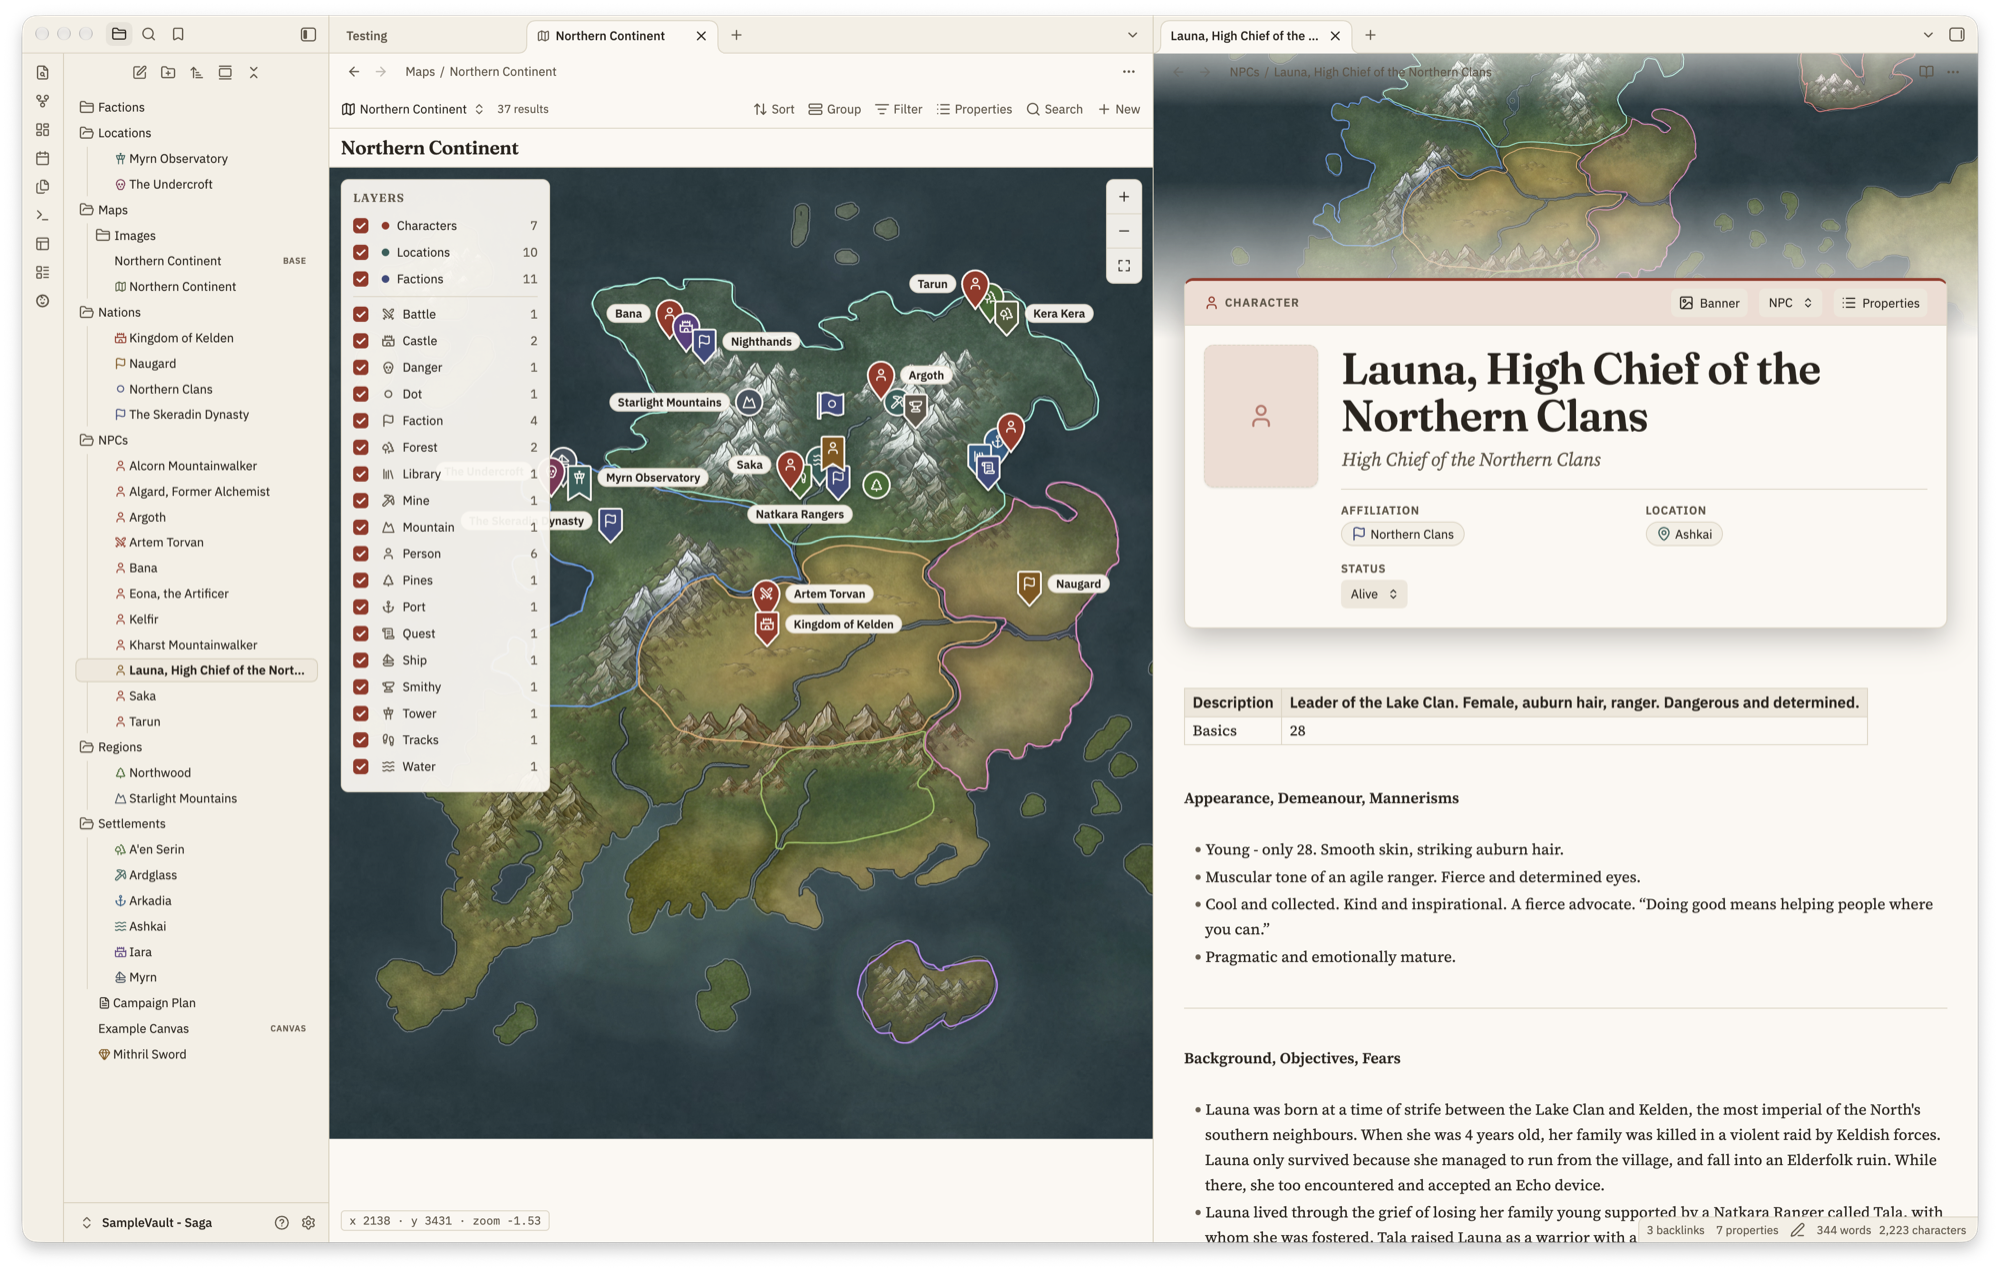 Testing
Northern Continent
Launa, High Chief of the ...
Maps / Northern Continent
NPCs / Launa, High Chief of the Northern Clans
Northern Continent
37 results
Sort
Group
Filter
Properties
Search
New
Factions
Locations
Myrn Observatory
The Undercroft
Maps
Images
Northern Continent BASE
Northern Continent
Nations
Kingdom of Kelden
Naugard
Northern Clans
The Skeradin Dynasty
NPCs
Alcorn Mountainwalker
Algard, Former Alchemist
Argoth
Artem Torvan
Bana
Eona, the Artificer
Kelfir
Kharst Mountainwalker
Launa, High Chief of the Nort...
Saka
Tarun
Regions
Northwood
Starlight Mountains
Settlements
A'en Serin
Ardglass
Arkadia
Ashkai
Iara
Myrn
Campaign Plan
Example Canvas CANVAS
Mithril Sword
SampleVault - Saga
Northern Continent
LAYERS
Characters 7
Locations 10
Factions 11
Battle 1
Castle 2
Danger 1
Dot 1
Faction 4
Forest 2
Library 1
Mine 1
Mountain 1
Person 6
Pines 1
Port 1
Quest 1
Ship 1
Smithy 1
Tower 1
Tracks 1
Water 1
Tarun
Kera Kera
Bana
Nighthands
Argoth
Starlight Mountains
Saka
The Undercroft
Myrn Observatory
Natkara Rangers
The Skeradin Dynasty
Naugard
Artem Torvan
Kingdom of Kelden
x 2138 · y 3431 · zoom -1.53
CHARACTER
Banner
NPC
Properties
Launa, High Chief of the
Northern Clans
High Chief of the Northern Clans
AFFILIATION
Northern Clans
LOCATION
Ashkai
STATUS
Alive
Description Leader of the Lake Clan. Female, auburn hair, ranger. Dangerous and determined.
Basics 28
Appearance, Demeanour, Mannerisms
• Young - only 28. Smooth skin, striking auburn hair.
• Muscular tone of an agile ranger. Fierce and determined eyes.
• Cool and collected. Kind and inspirational. A fierce advocate. “Doing good means helping people where
you can.”
• Pragmatic and emotionally mature.
Background, Objectives, Fears
• Launa was born at a time of strife between the Lake Clan and Kelden, the most imperial of the North's
southern neighbours. When she was 4 years old, her family was killed in a violent raid by Keldish forces.
Launa only survived because she managed to run from the village, and fall into an Elderfolk ruin. While
there, she too encountered and accepted an Echo device.
• Launa lived through the grief of losing her family young supported by a Natkara Ranger called Tala, with
whom she was fostered. Tala raised Launa as a warrior with a
3 backlinks 7 properties 344 words 2,223 characters